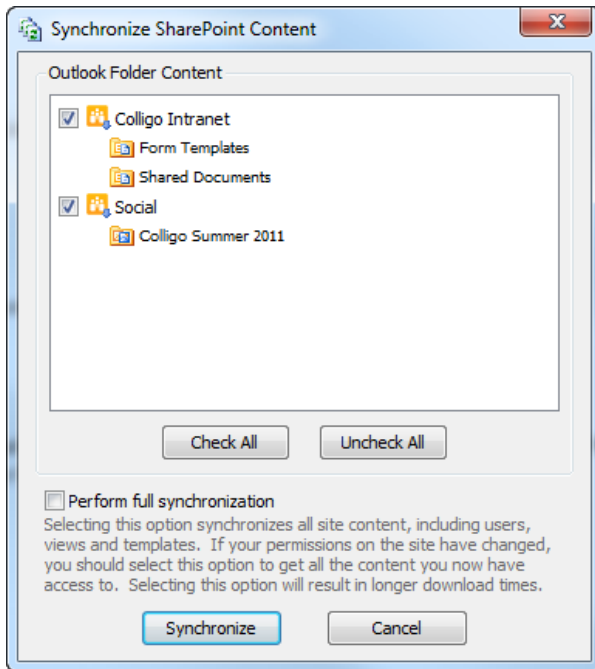 Synchronize SharePoint Content
Outlook Folder Content
Colligo Intranet
Form Templates
Shared Documents
Social
Colligo Summer 2011
Check All
Uncheck All
Perform full synchronization
Selecting this option synchronizes all site content, including users,
views and templates.  If your permissions on the site have changed,
you should select this option to get all the content you now have
access to.  Selecting this option will result in longer download times.
Synchronize
Cancel